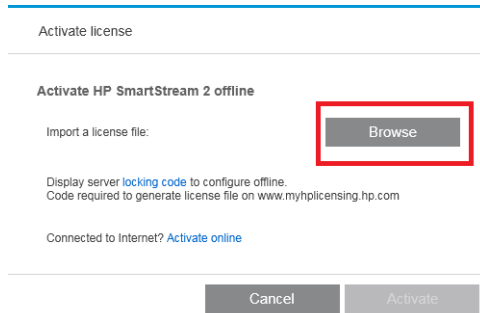 Activate license
Activate HP SmartStream 2 offline
Import a license file:
Browse
Display server locking code to configure offline.
Code required to generate license file on www.myhplicensing.hp.com
Connected to Internet? Activate online
Cancel
Activate